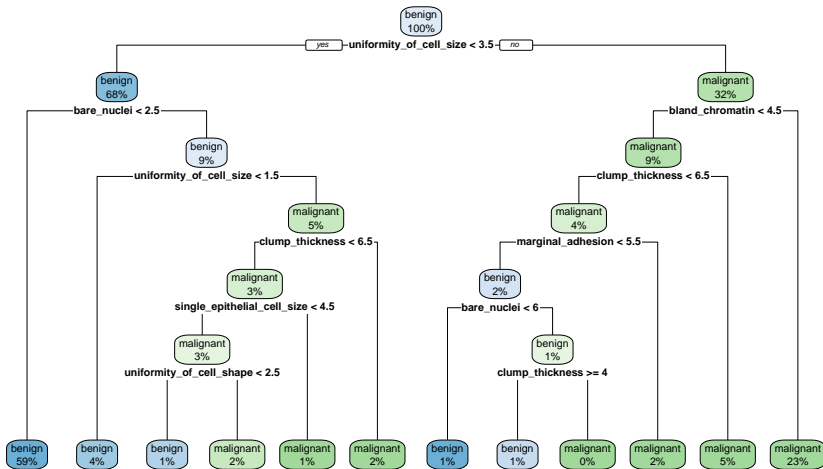 benign
100%
yes uniformity_of_cell_size < 3.5 no
benign
68%
malignant
32%
bare_nuclei < 2.5
bland_chromatin < 4.5
benign
9%
malignant
9%
uniformity_of_cell_size < 1.5
clump_thickness < 6.5
malignant
5%
malignant
4%
clump_thickness < 6.5
marginal_adhesion < 5.5
malignant
3%
benign
2%
single_epithelial_cell_size < 4.5
bare_nuclei < 6
malignant
3%
benign
1%
uniformity_of_cell_shape < 2.5
clump_thickness >= 4
benign
59%
benign
4%
benign
1%
malignant
2%
malignant
1%
malignant
2%
benign
1%
benign
1%
malignant
0%
malignant
2%
malignant
5%
malignant
23%